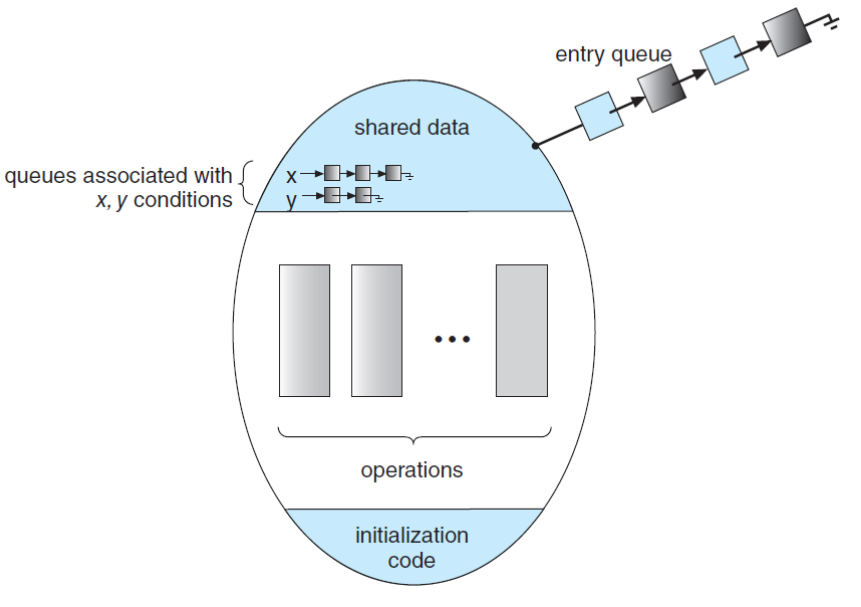 entry queue
shared data
queues associated with
x, y conditions
x
y
...
operations
initialization
code